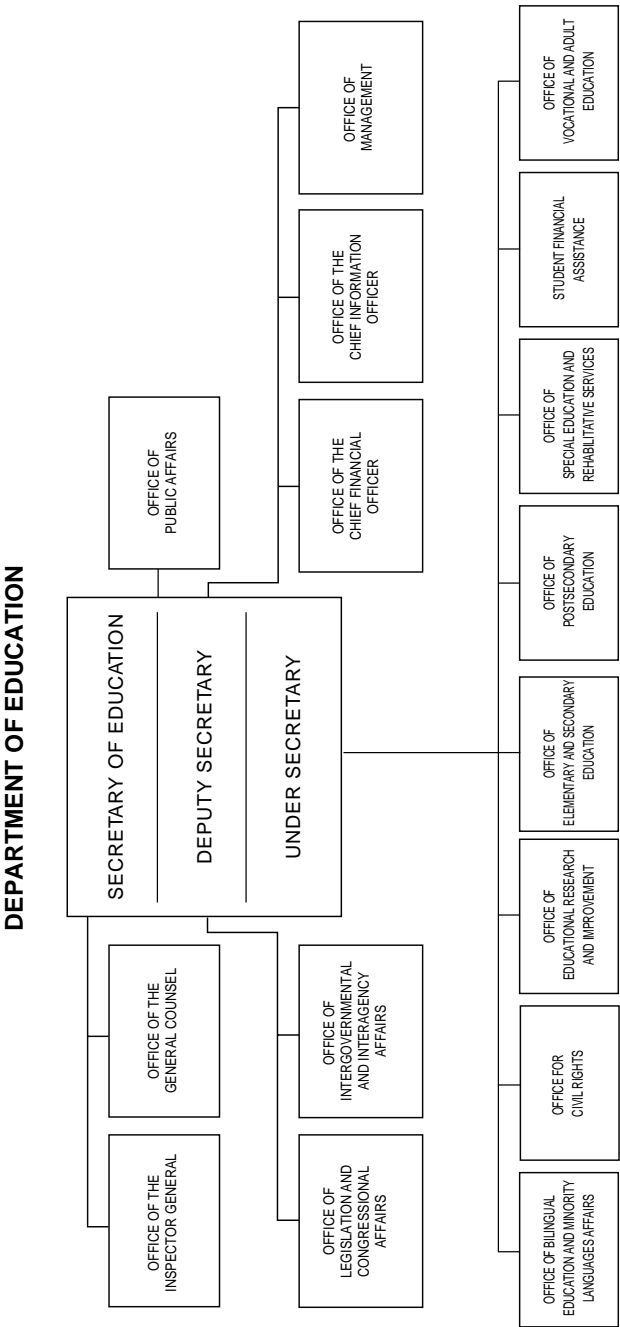 DEPARTMENT OF EDUCATION
SECRETARY OF EDUCATION
DEPUTY SECRETARY
UNDER SECRETARY
OFFICE OF THE
INSPECTOR GENERAL
OFFICE OF THE
GENERAL COUNSEL
OFFICE OF
PUBLIC AFFAIRS
OFFICE OF
LEGISLATION AND
CONGRESSIONAL
AFFAIRS
OFFICE OF
INTERGOVERNMENTAL
AND INTERAGENCY
AFFAIRS
OFFICE OF THE
CHIEF FINANCIAL
OFFICER
OFFICE OF THE
CHIEF INFORMATION
OFFICER
OFFICE OF
MANAGEMENT
OFFICE OF BILINGUAL
EDUCATION AND MINORITY
LANGUAGES AFFAIRS
OFFICE FOR
CIVIL RIGHTS
OFFICE OF
EDUCATIONAL RESEARCH
AND IMPROVEMENT
OFFICE OF
ELEMENTARY AND SECONDARY
EDUCATION
OFFICE OF
POSTSECONDARY
EDUCATION
OFFICE OF
SPECIAL EDUCATION AND
REHABILITATIVE SERVICES
STUDENT FINANCIAL
ASSISTANCE
OFFICE OF
VOCATIONAL AND ADULT
EDUCATION